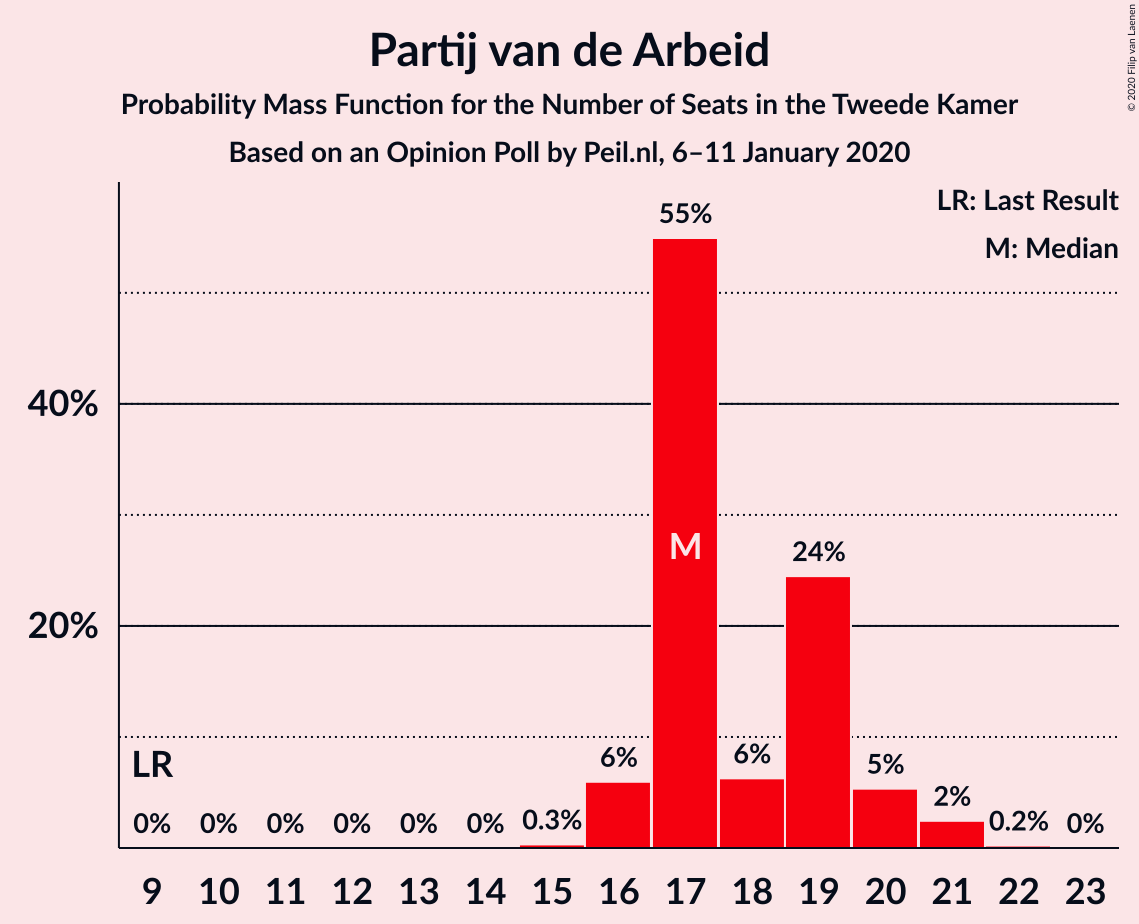 Partij van de Arbeid
Probability Mass Function for the Number of Seats in the Tweede Kamer
Based on an Opinion Poll by Peil.nl, 6–11 January 2020
© 2020 Filip van Laenen
LR: Last Result
M: Median
55%
40%
M
24%
20%
LR
6%
6%
5%
2%
0% 0% 0% 0% 0% 0% 0.3% 0.2% 0%
9 10 11 12 13 14 15 16 17 18 19 20 21 22 23